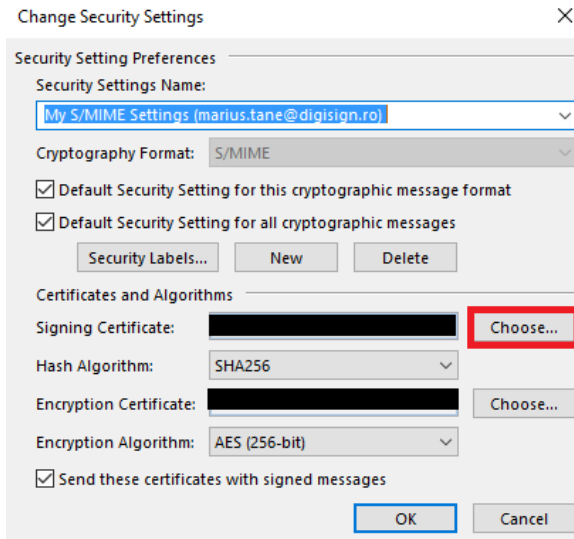 Change Security Settings
Security Setting Preferences
Security Settings Name:
My S/MIME Settings (marius.tane@digisign.ro)
Cryptography Format: S/MIME
Default Security Setting for this cryptographic message format
Default Security Setting for all cryptographic messages
Security Labels... New Delete
Certificates and Algorithms
Signing Certificate: Choose...
Hash Algorithm: SHA256
Encryption Certificate: Choose...
Encryption Algorithm: AES (256-bit)
Send these certificates with signed messages
OK Cancel